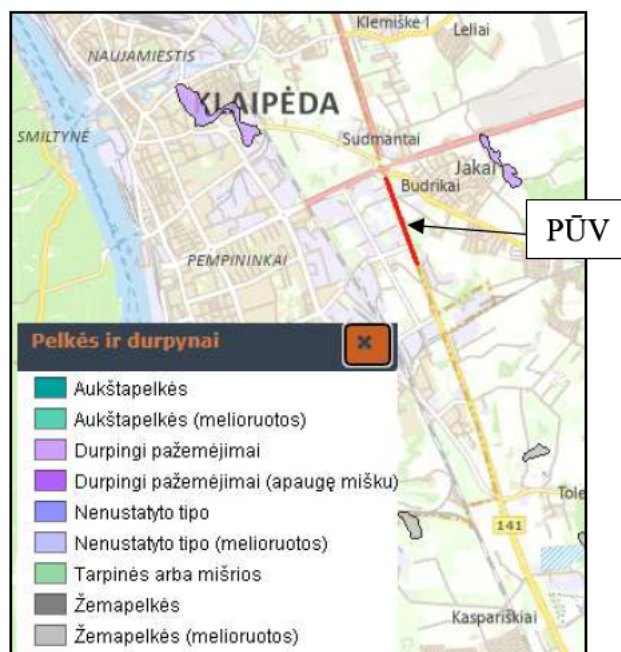 Klemiškė I
Leliai
NAUJAMIESTIS
KLAIPĖDA
SMILTYNĖ
Sudmantai
Jakai
Budrikai
PŪV
PEMPININKAI
Pelkės ir durpynai
Aukštapelkės
Aukštapelkės (melioruotos)
Durpingi pažemėjimai
Durpingi pažemėjimai (apaugę mišku)
Nenustatyto tipo
Nenustatyto tipo (melioruotos)
Tarpinės arba mišrios
Žemapelkės
Žemapelkės (melioruotos)
Tole
141
Kaspariškiai